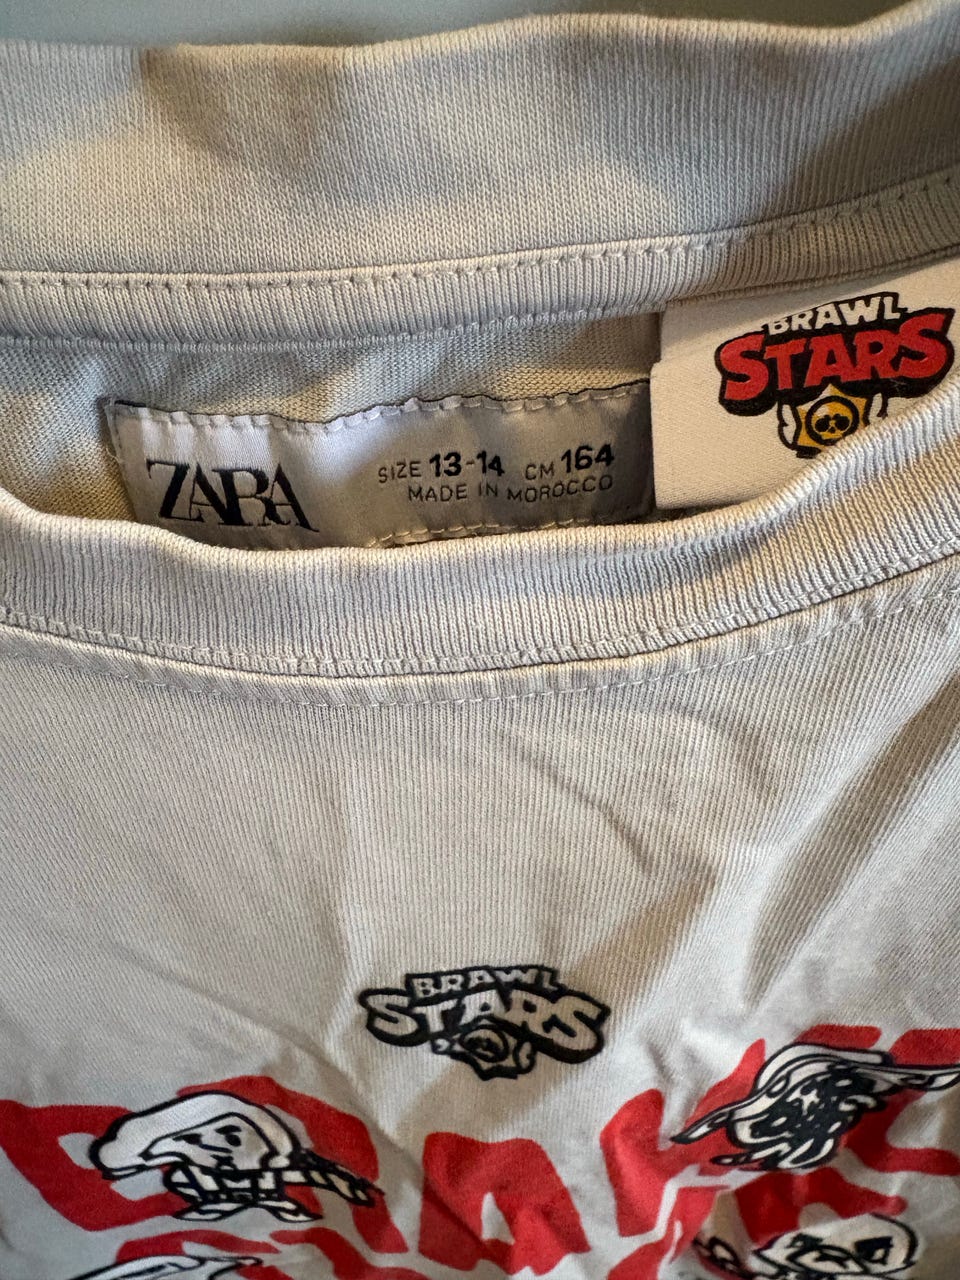 BRAWL
STARS
ZARA
SIZE 13-14 CM 164
MADE IN MOROCCO
BRAWL
STARS